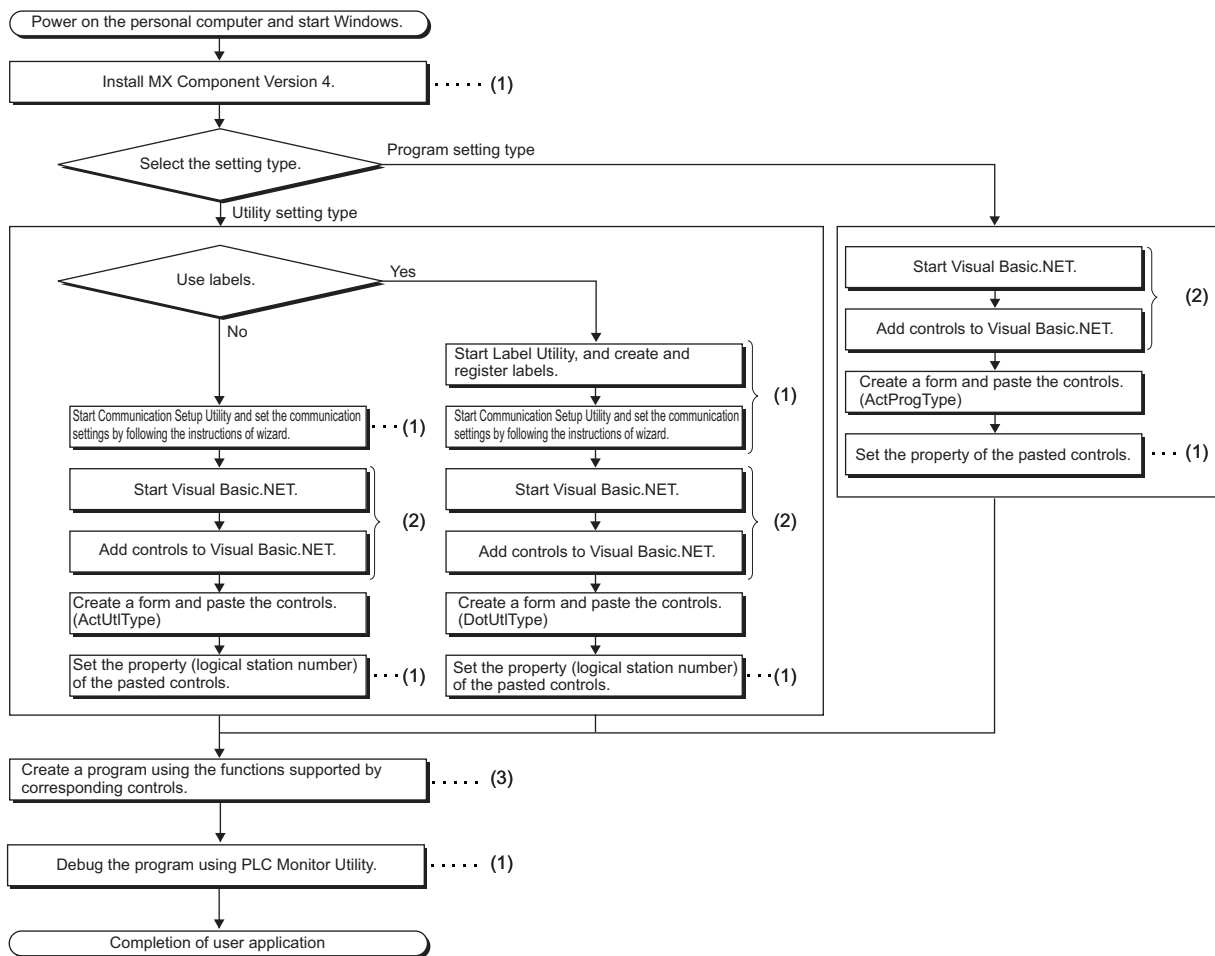 Power on the personal computer and start Windows.
Install MX Component Version 4.
· · · · · (1)
Select the setting type.
Program setting type
Utility setting type
Use labels.
Yes
No
Start Label Utility, and create and
register labels.
Start Communication Setup Utility and set the communication
settings by following the instructions of wizard.
(1)
Start Communication Setup Utility and set the communication
settings by following the instructions of wizard.
· · · (1)
Start Visual Basic.NET.
Add controls to Visual Basic.NET.
(2)
Create a form and paste the controls.
(ActUtlType)
Set the property (logical station number)
of the pasted controls.
· · · (1)
Start Visual Basic.NET.
Add controls to Visual Basic.NET.
(2)
Create a form and paste the controls.
(DotUtlType)
Set the property (logical station number)
of the pasted controls.
· · · (1)
Start Visual Basic.NET.
Add controls to Visual Basic.NET.
(2)
Create a form and paste the controls.
(ActProgType)
Set the property of the pasted controls.
· · · (1)
Create a program using the functions supported by
corresponding controls.
· · · · · (3)
Debug the program using PLC Monitor Utility.
· · · · · (1)
Completion of user application